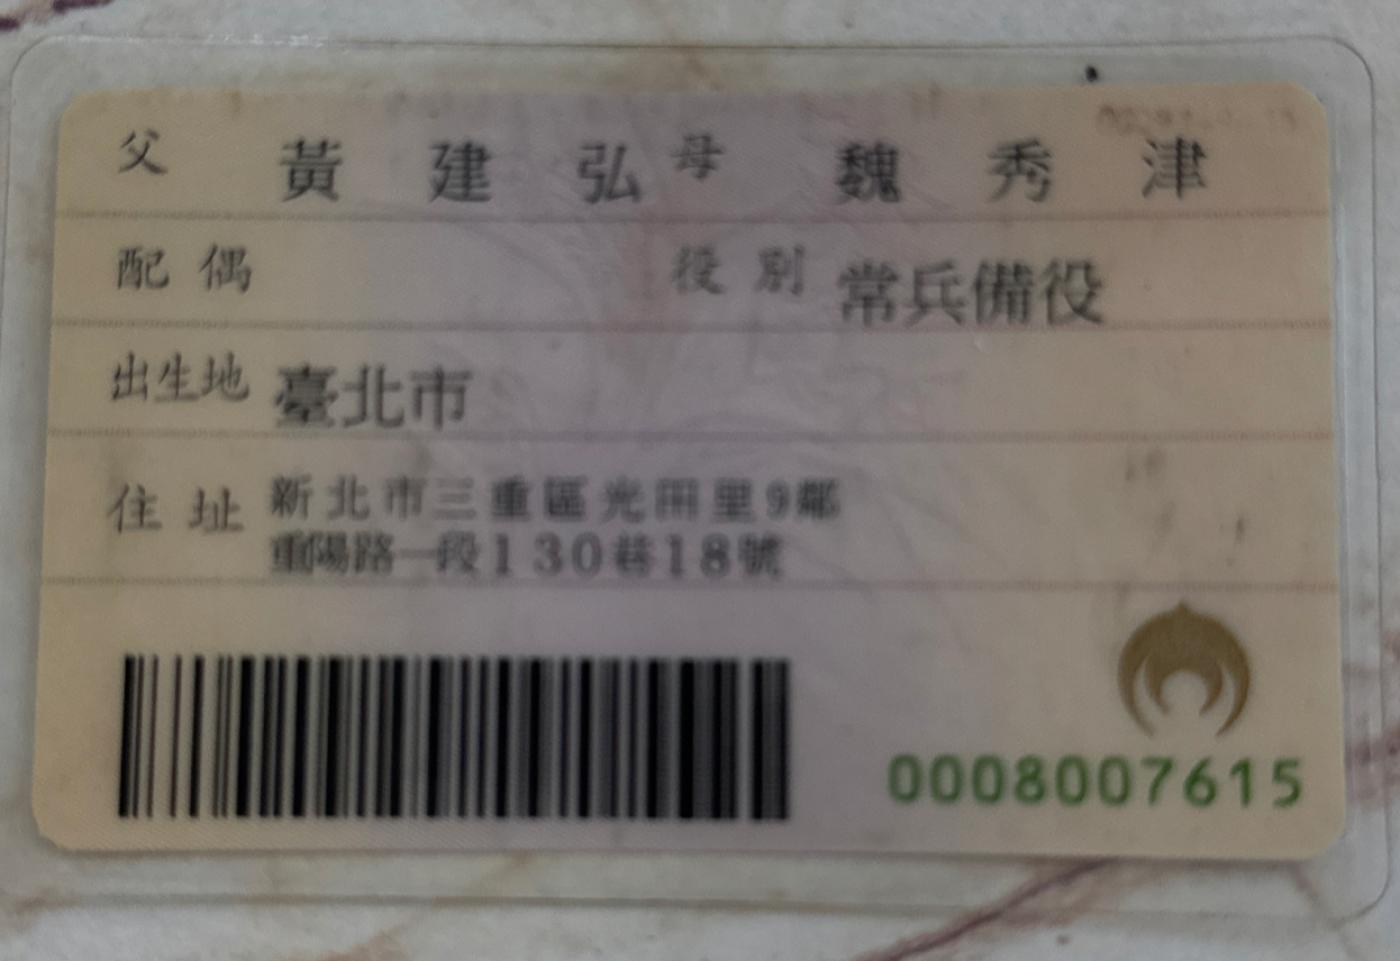 父 黃建弘 母 魏秀津
配偶 役別 常兵備役
出生地 臺北市
住址 新北市三重區光田里9鄰
重陽路一段130巷18號
0008007615